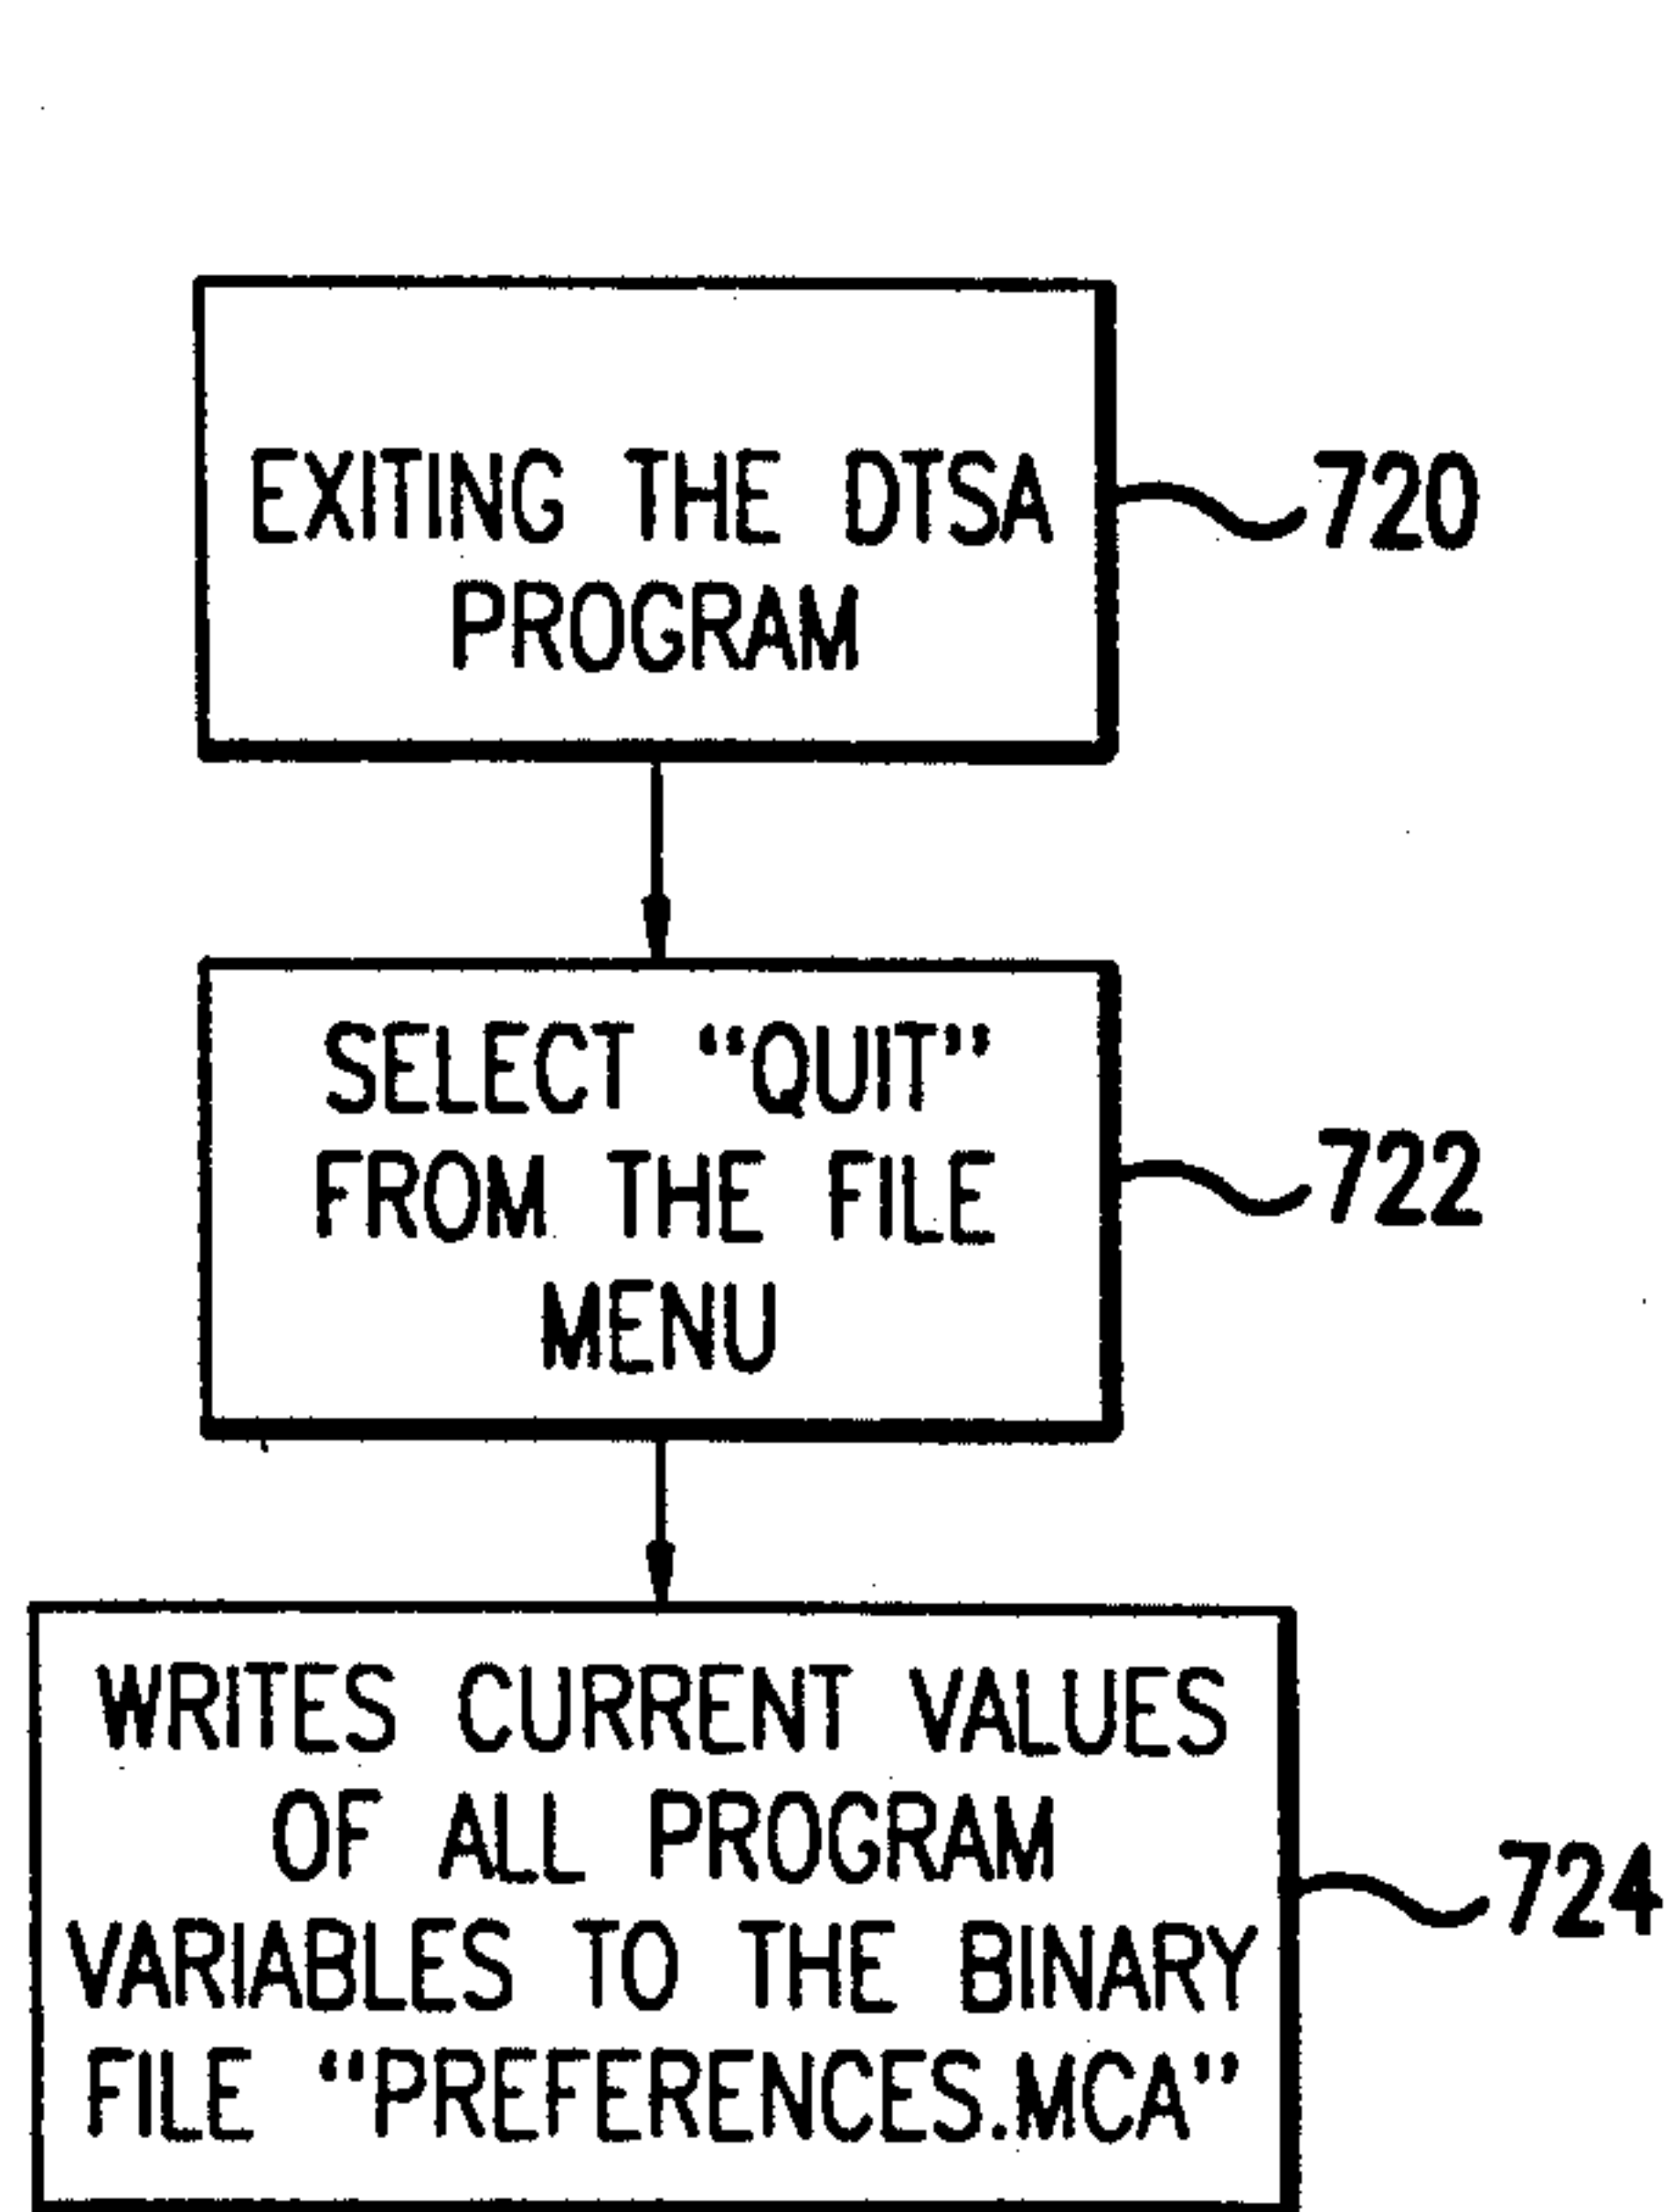 EXITING THE DTSA
PROGRAM
720
SELECT "QUIT"
FROM THE FILE
MENU
722
WRITES CURRENT VALUES
OF ALL PROGRAM
VARIABLES TO THE BINARY
FILE "PREFERENCES.MCA"
724